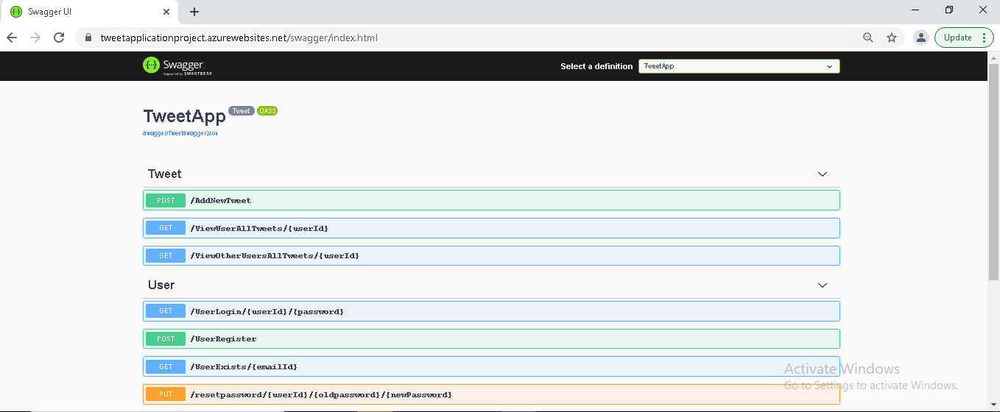 Swagger UI
tweetapplicationproject.azurewebsites.net/swagger/index.html
Update
Swagger
Supported by SMARTBEAR
Select a definition
TweetApp
TweetApp Tweet OAS3
/swagger/Tweet/swagger.json
Tweet
POST /AddNewTweet
GET /ViewUserAllTweets/{userId}
GET /ViewOtherUsersAllTweets/{userId}
User
GET /UserLogin/{userId}/{password}
POST /UserRegister
GET /UserExists/{emailId}
PUT /resetpassword/{userId}/{oldpassword}/{newPassword}
Activate Windows
Go to Settings to activate Windows.